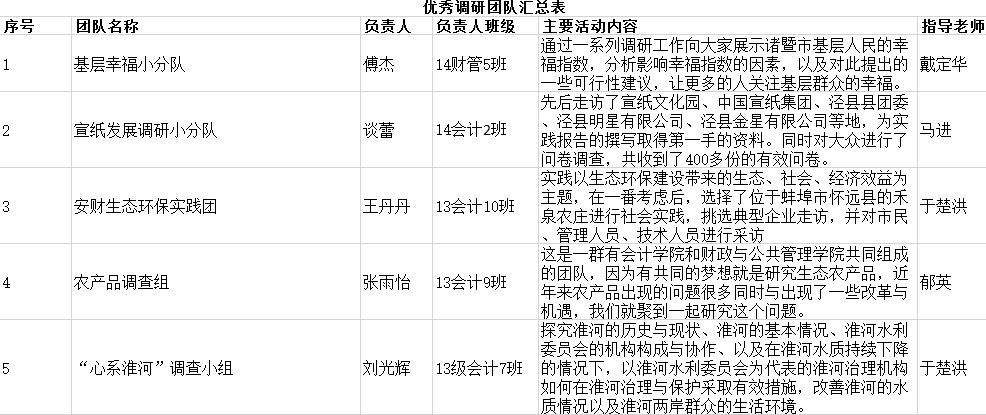 优秀调研团队汇总表
序号 团队名称 负责人 负责人班级 主要活动内容 指导老师
1 基层幸福小分队 傅杰 14财管5班 通过一系列调研工作向大家展示诸暨市基层人民的幸
福指数，分析影响幸福指数的因素，以及对此提出的
一些可行性建议，让更多的人关注基层群众的幸福。 戴定华
2 宣纸发展调研小分队 谈蕾 14会计2班 先后走访了宣纸文化园、中国宣纸集团、泾县县团委
、泾县明星有限公司、泾县金星有限公司等地，为实
践报告的撰写取得第一手的资料。同时对大众进行了
问卷调查，共收到了400多份的有效问卷。 马进
3 安财生态环保实践团 王丹丹 13会计10班 实践以生态环保建设带来的生态、社会、经济效益为
主题，在一番考虑后，选择了位于蚌埠市怀远县的禾
泉农庄进行社会实践，挑选典型企业走访，并对市民
、管理人员、技术人员进行采访 于楚洪
4 农产品调查组 张雨怡 13会计9班 这是一群有会计学院和财政与公共管理学院共同组成
的团队，因为有共同的梦想就是研究生态农产品，近
年来农产品出现的问题很多同时与出现了一些改革与
机遇，我们就聚到一起研究这个问题。 郁英
5 “心系淮河”调查小组 刘光辉 13级会计7班 探究淮河的历史与现状、淮河的基本情况、淮河水利
委员会的机构构成与协作、以及在淮河水质持续下降
的情况下，以淮河水利委员会为代表的淮河治理机构
如何在淮河治理与保护采取有效措施，改善淮河的水
质情况以及淮河两岸群众的生活环境。 于楚洪